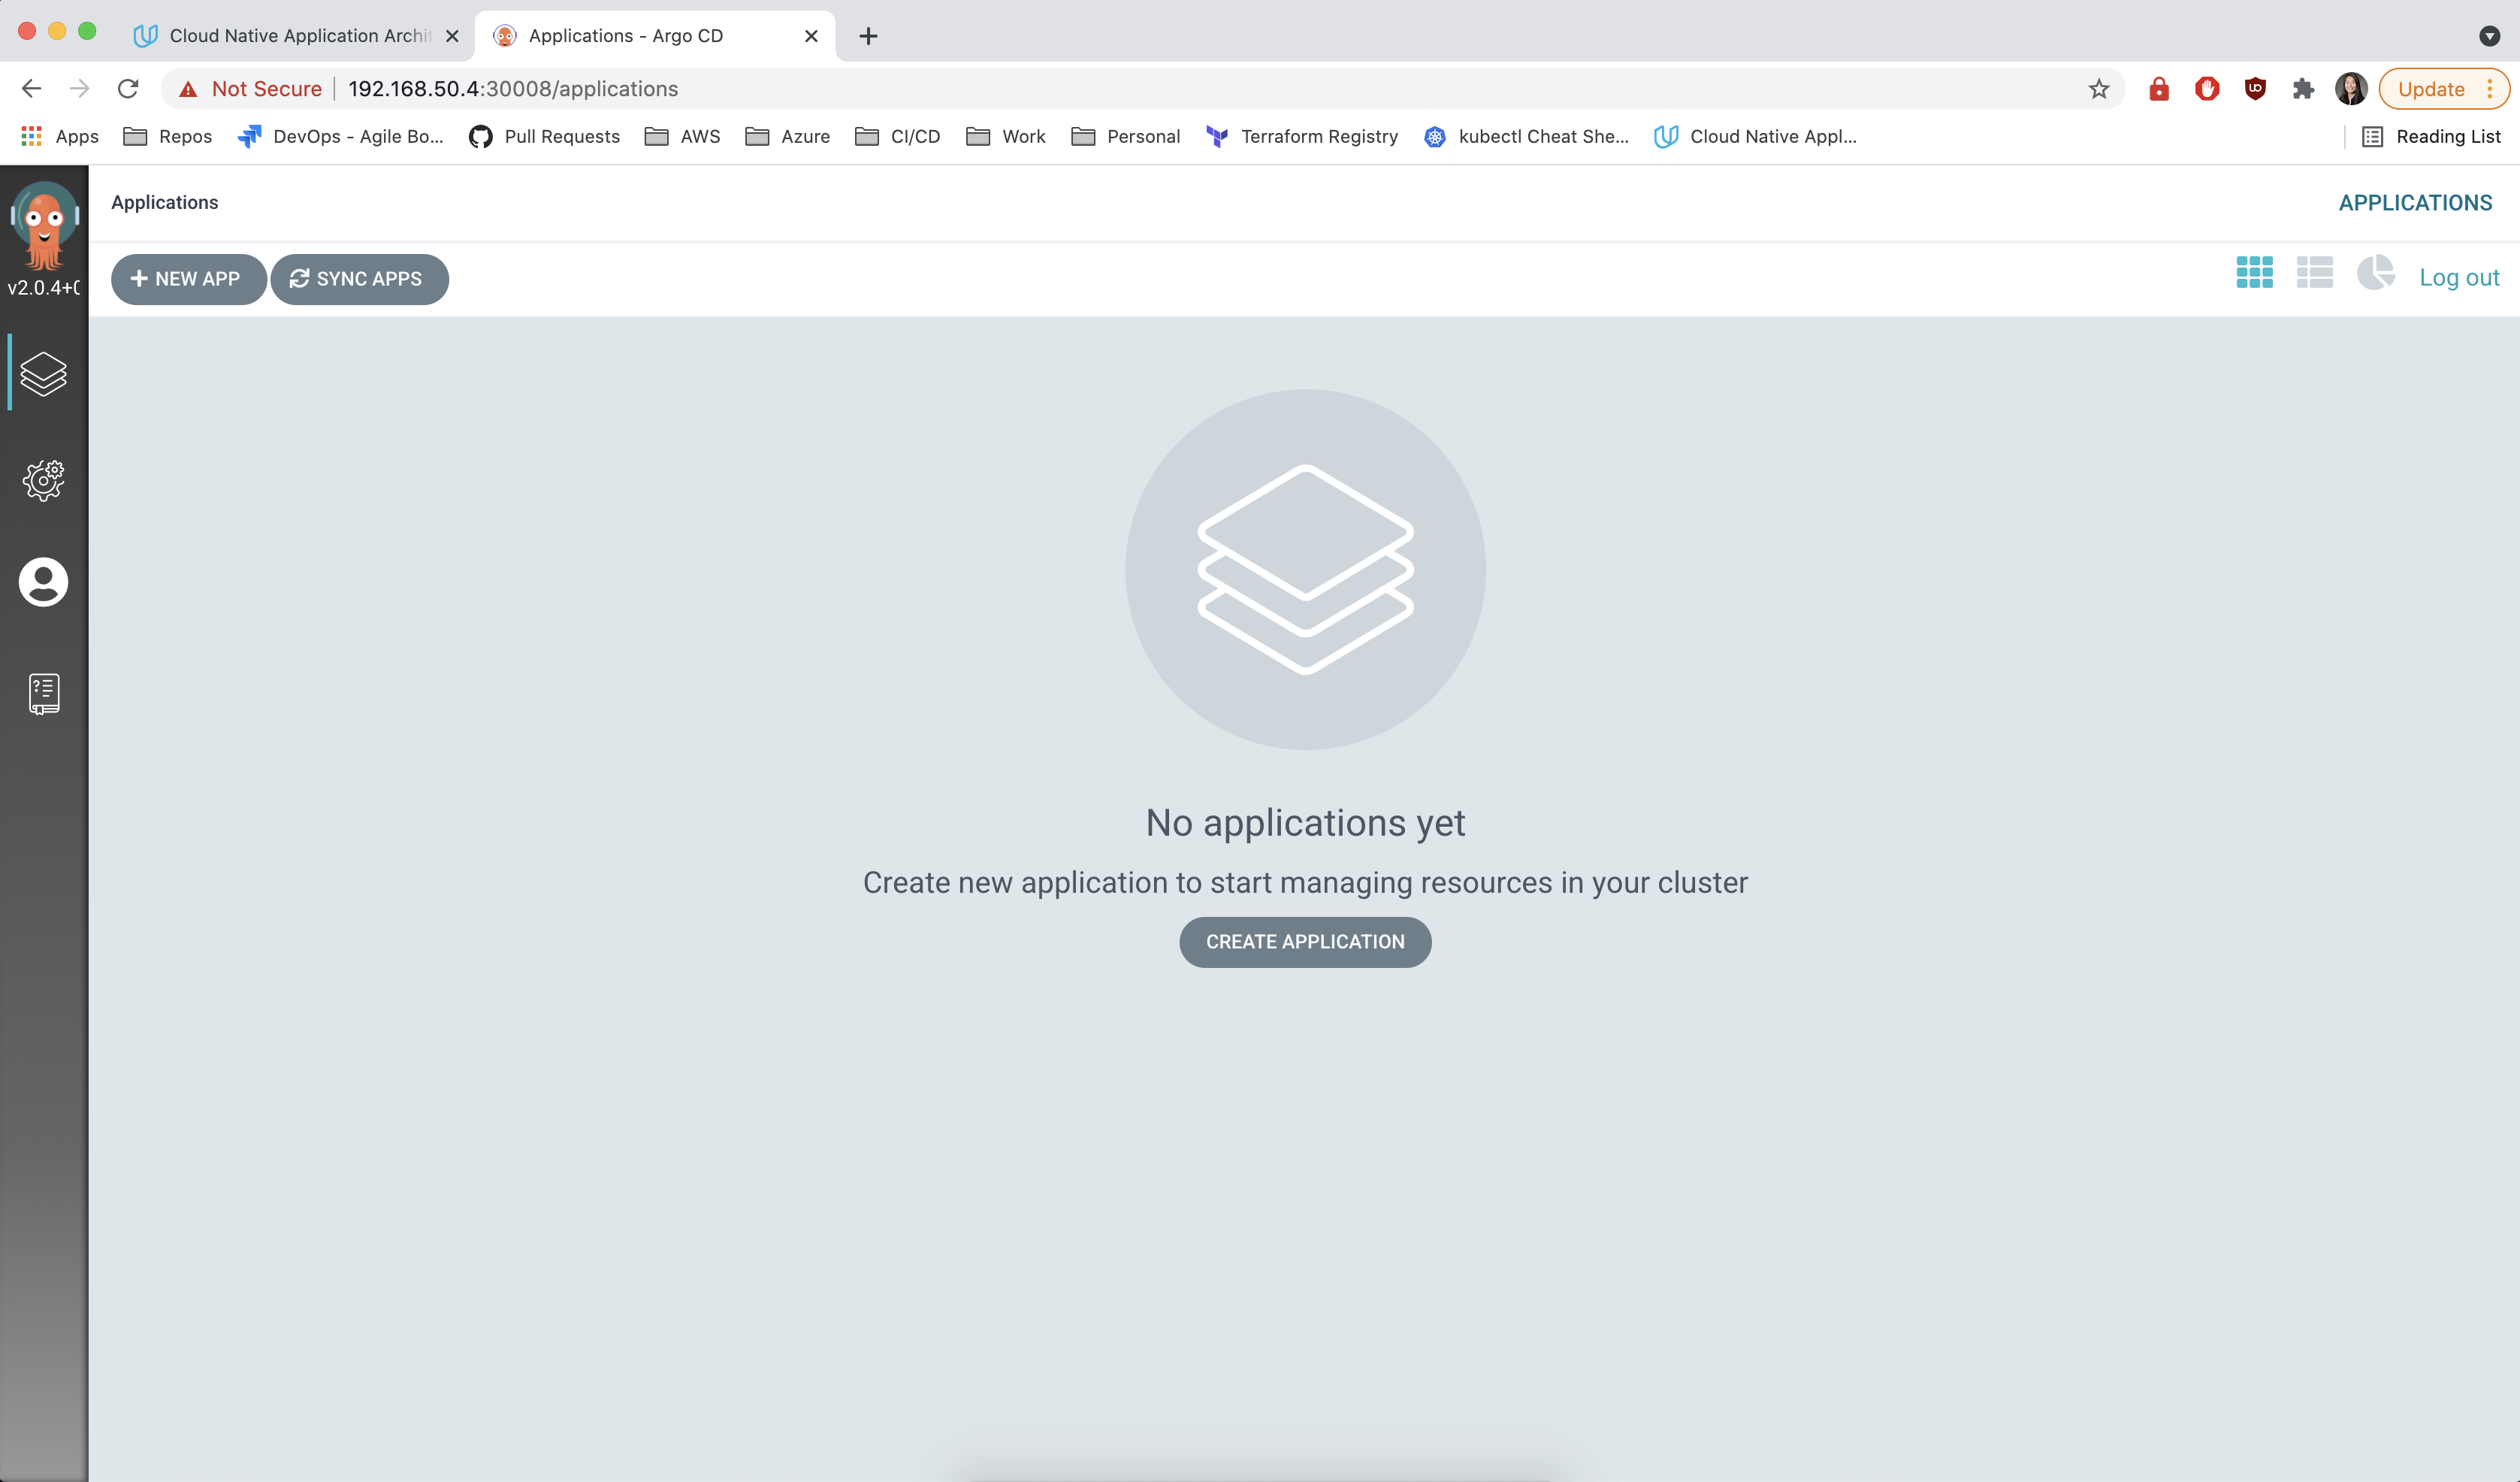 Cloud Native Application Archit
Applications - Argo CD
Not Secure 192.168.50.4:30008/applications
Update
Apps Repos DevOps - Agile Bo... Pull Requests AWS Azure CI/CD Work Personal Terraform Registry kubectl Cheat She... Cloud Native Appl... Reading List
Applications
APPLICATIONS
v2.0.4+
NEW APP SYNC APPS
Log out
No applications yet
Create new application to start managing resources in your cluster
CREATE APPLICATION